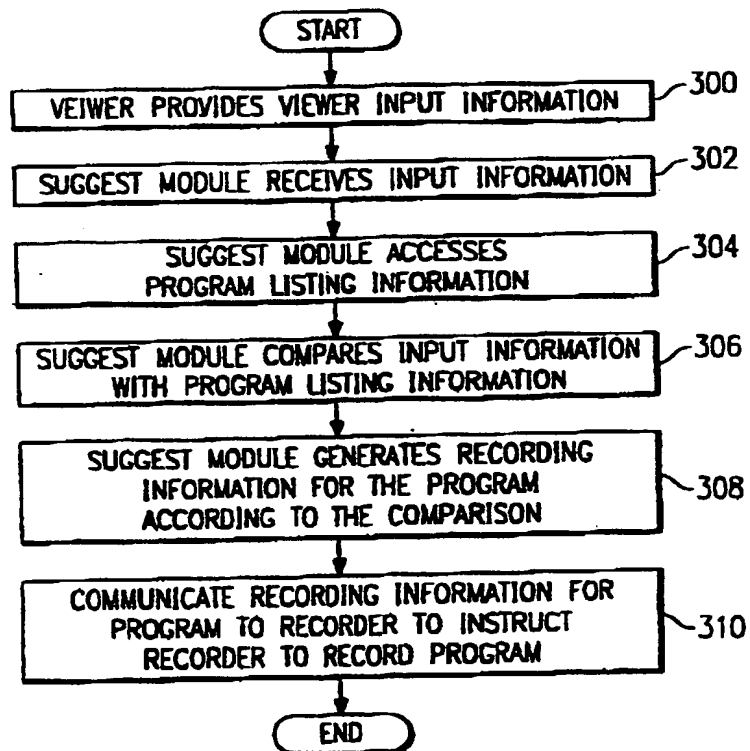 START
VEIWER PROVIDES VIEWER INPUT INFORMATION
300
SUGGEST MODULE RECEIVES INPUT INFORMATION
302
SUGGEST MODULE ACCESSES
PROGRAM LISTING INFORMATION
304
SUGGEST MODULE COMPARES INPUT INFORMATION
WITH PROGRAM LISTING INFORMATION
306
SUGGEST MODULE GENERATES RECORDING
INFORMATION FOR THE PROGRAM
ACCORDING TO THE COMPARISON
308
COMMUNICATE RECORDING INFORMATION FOR
PROGRAM TO RECORDER TO INSTRUCT
RECORDER TO RECORD PROGRAM
310
END